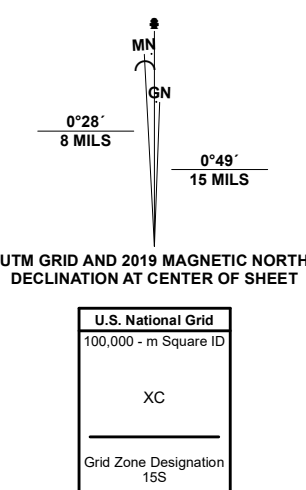 MN
GN
0°28´
8 MILS
0°49´
15 MILS
UTM GRID AND 2019 MAGNETIC NORTH
DECLINATION AT CENTER OF SHEET
U.S. National Grid
100,000 - m Square ID
XC
Grid Zone Designation
15S